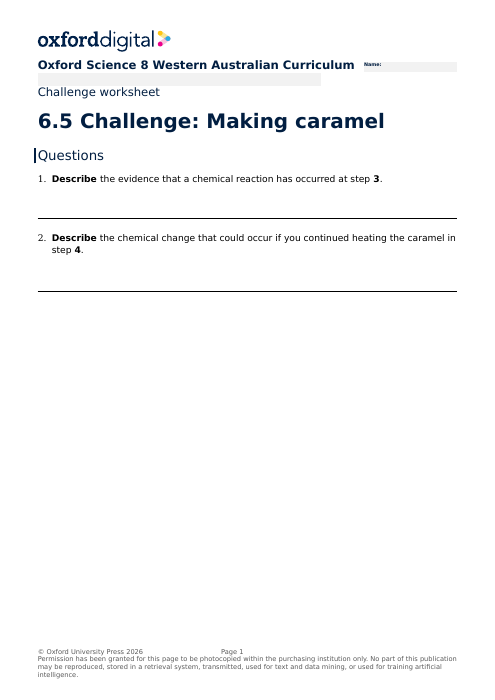 oxforddigital
Oxford Science 8 Western Australian Curriculum Name:
Challenge worksheet
6.5 Challenge: Making caramel
Questions
1. Describe the evidence that a chemical reaction has occurred at step 3.
2. Describe the chemical change that could occur if you continued heating the caramel in
step 4.
© Oxford University Press 2026 Page 1
Permission has been granted for this page to be photocopied within the purchasing institution only. No part of this publication
may be reproduced, stored in a retrieval system, transmitted, used for text and data mining, or used for training artificial
intelligence.